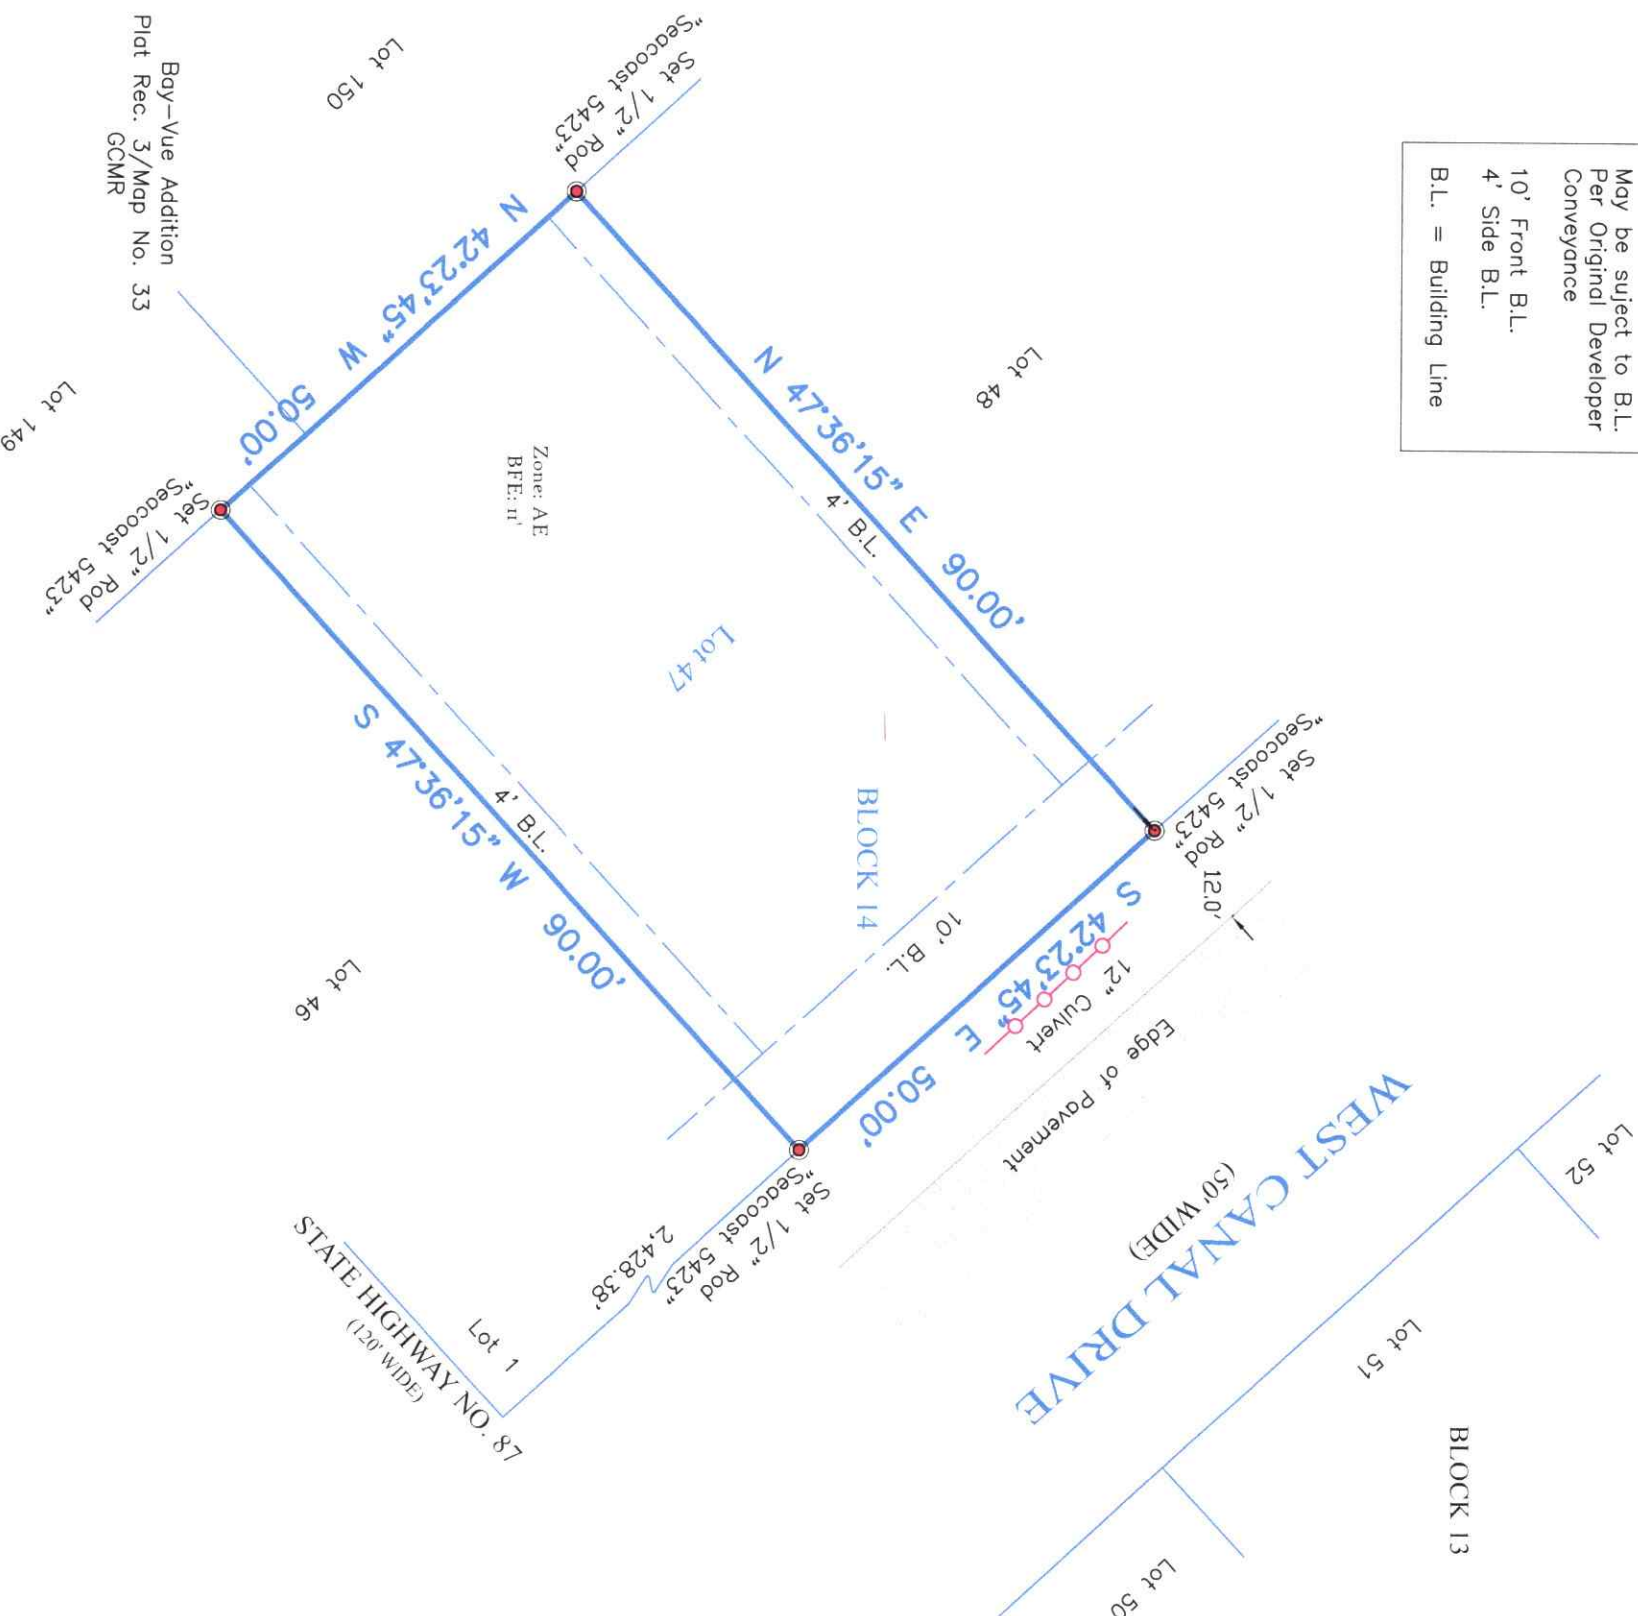 May be suject to B.L.
Per Original Developer
Conveyance
10' Front B.L.
4' Side B.L.
B.L. = Building Line
Lot 150
Bay-Vue Addition
Plat Rec. 3/Map No. 33
GCMR
Set 1/2" Rod
"Seacoast 5423"
Lot 48
N 47°36'15" E 90.00'
4' B.L.
N 42°23'45" W 50.00'
Lot 149
Set 1/2" Rod
"Seacoast 5423"
Zone: AE
BFE: 11'
Lot 47
BLOCK 14
Set 1/2" Rod
"Seacoast 5423"
12.0'
10' B.L.
S 42°23'45" E 50.00'
12" Culvert
Edge of Pavement
S 47°36'15" W 90.00'
4' B.L.
Lot 46
Set 1/2" Rod
"Seacoast 5423"
2,428.38'
Lot 1
STATE HIGHWAY NO. 87
(120' WIDE)
WEST CANAL DRIVE
(50' WIDE)
Lot 52
Lot 51
BLOCK 13
Lot 50